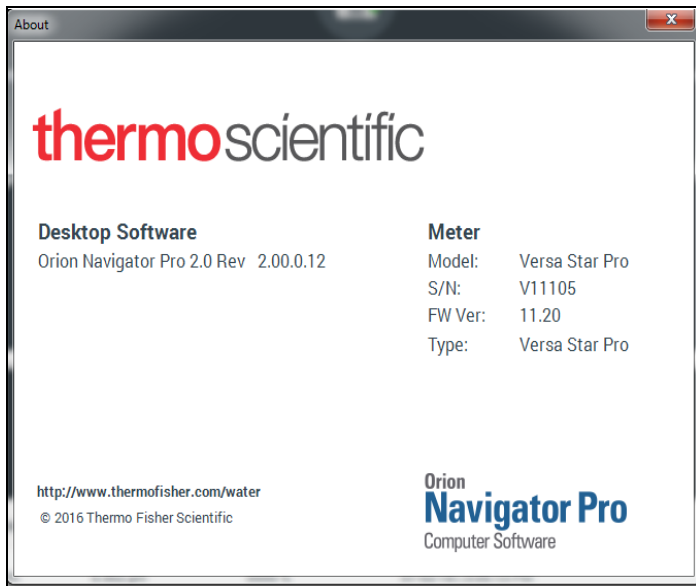 About
x
thermo scientific
Desktop Software
Orion Navigator Pro 2.0 Rev 2.00.0.12
Meter
Model: Versa Star Pro
S/N: V11105
FW Ver: 11.20
Type: Versa Star Pro
http://www.thermofisher.com/water
© 2016 Thermo Fisher Scientific
Orion
Navigator Pro
Computer Software